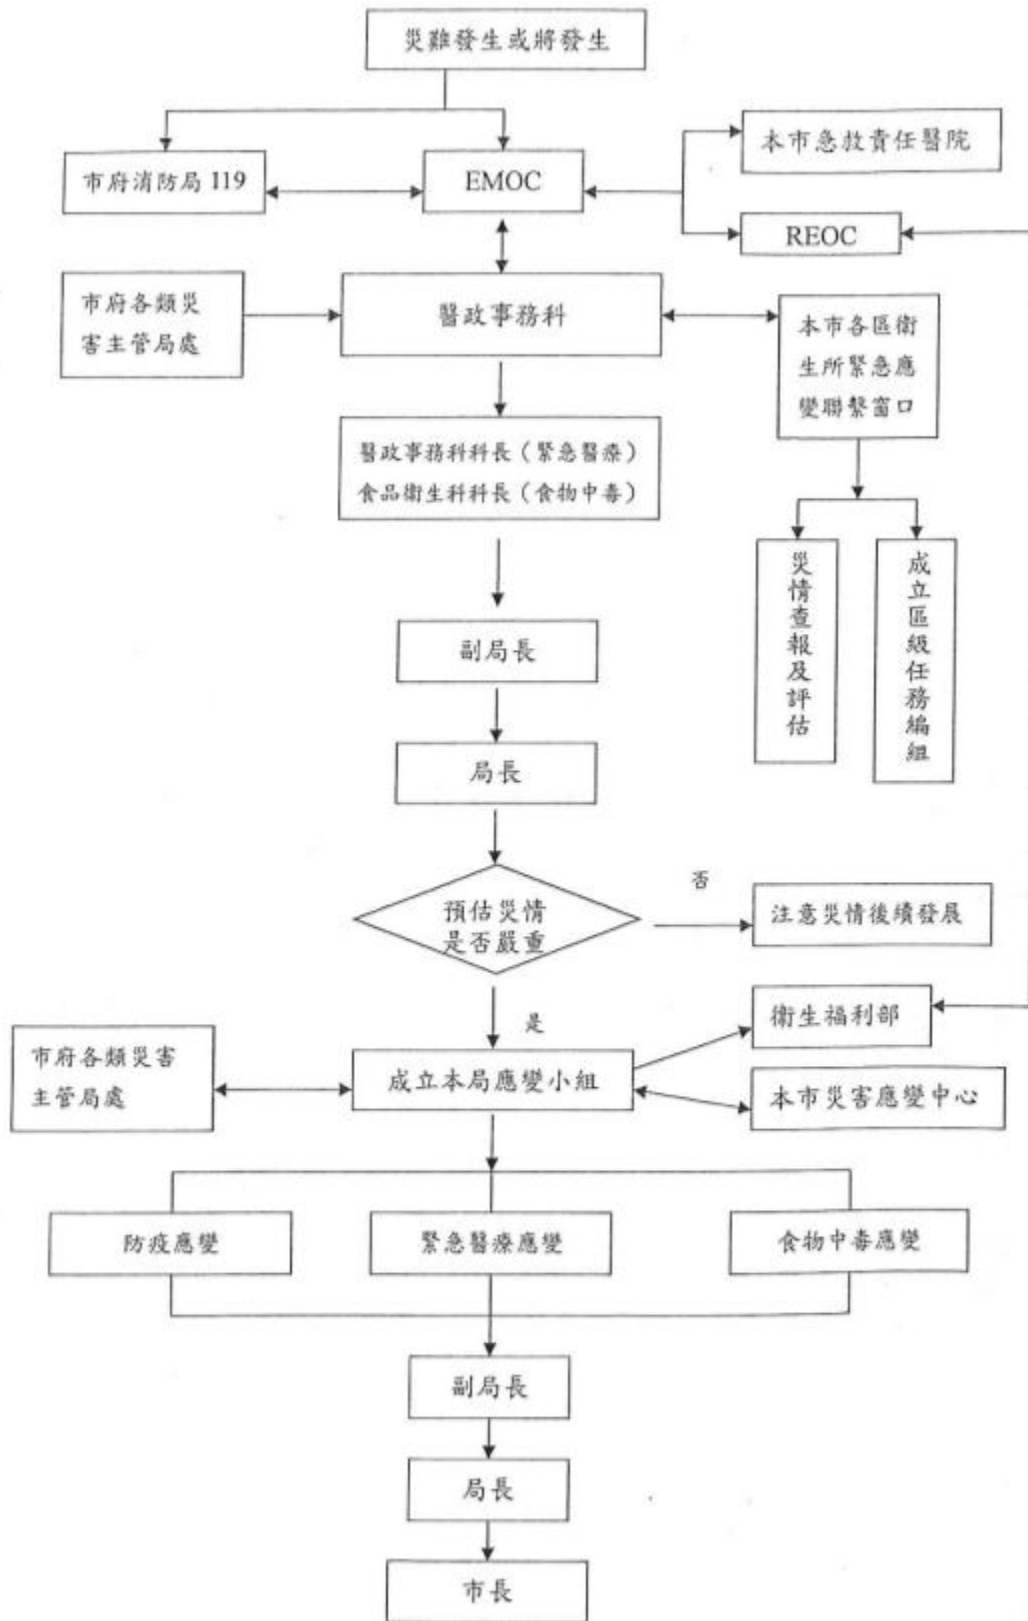 災難發生或將發生
市府消防局 119
EMOC
本市急救責任醫院
REOC
市府各類災
害主管局處
醫政事務科
本市各區衛
生所緊急應
變聯繫窗口
醫政事務科科長（緊急醫療）
食品衛生科科長（食物中毒）
災情查報及評估
成立區級任務編組
副局長
局長
預估災情
是否嚴重
否
注意災情後續發展
是
衛生福利部
市府各類災害
主管局處
成立本局應變小組
本市災害應變中心
防疫應變
緊急醫療應變
食物中毒應變
副局長
局長
市長